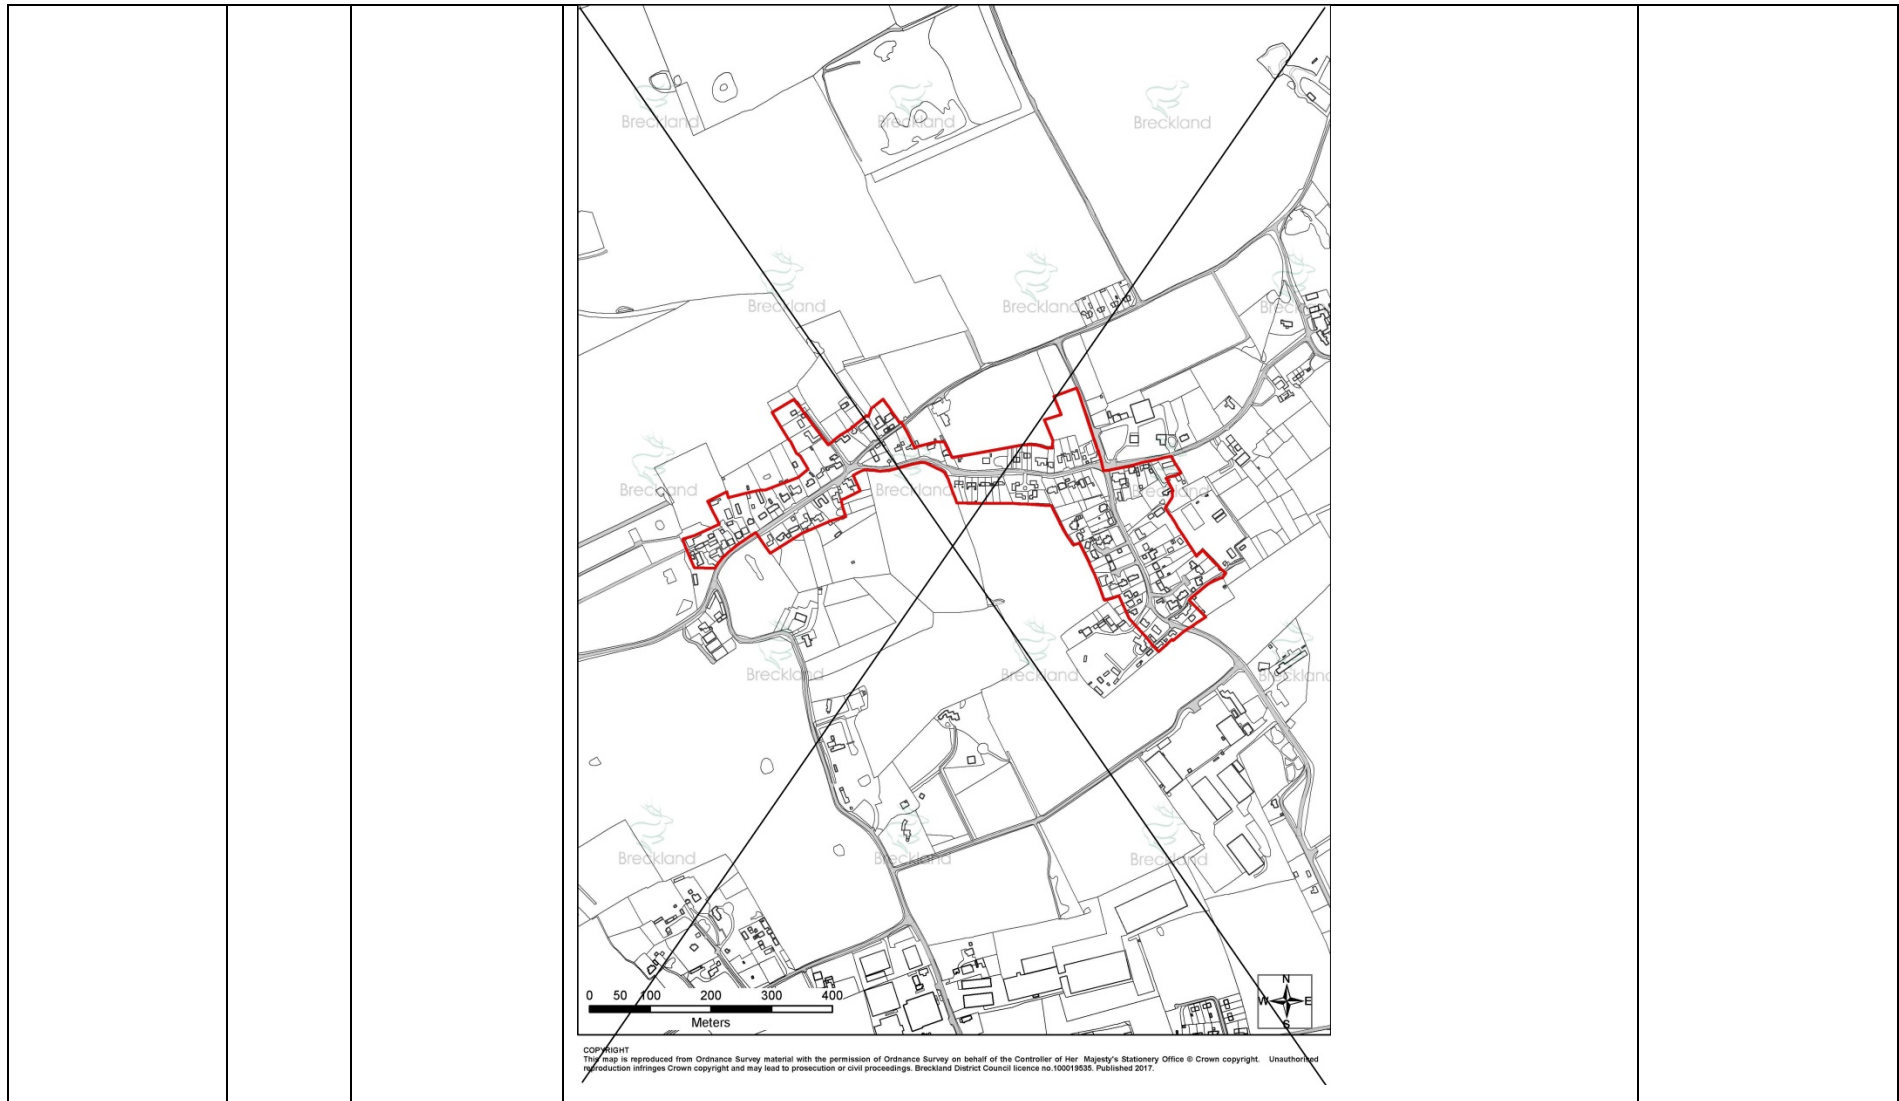 Breckland
Breckland
Breckland
Breckland
Breckland
Breckl
Breckland
Breckland
Breckland
Breckland
Breckland
Breckland
Breckland
Breckland
Breckland
0 50 100 200 300 400
Meters
N
W E
S
COPYRIGHT
This map is reproduced from Ordnance Survey material with the permission of Ordnance Survey on behalf of the Controller of Her Majesty's Stationery Office © Crown copyright. Unauthorised
reproduction infringes Crown copyright and may lead to prosecution or civil proceedings. Breckland District Council licence no.100019535. Published 2017.